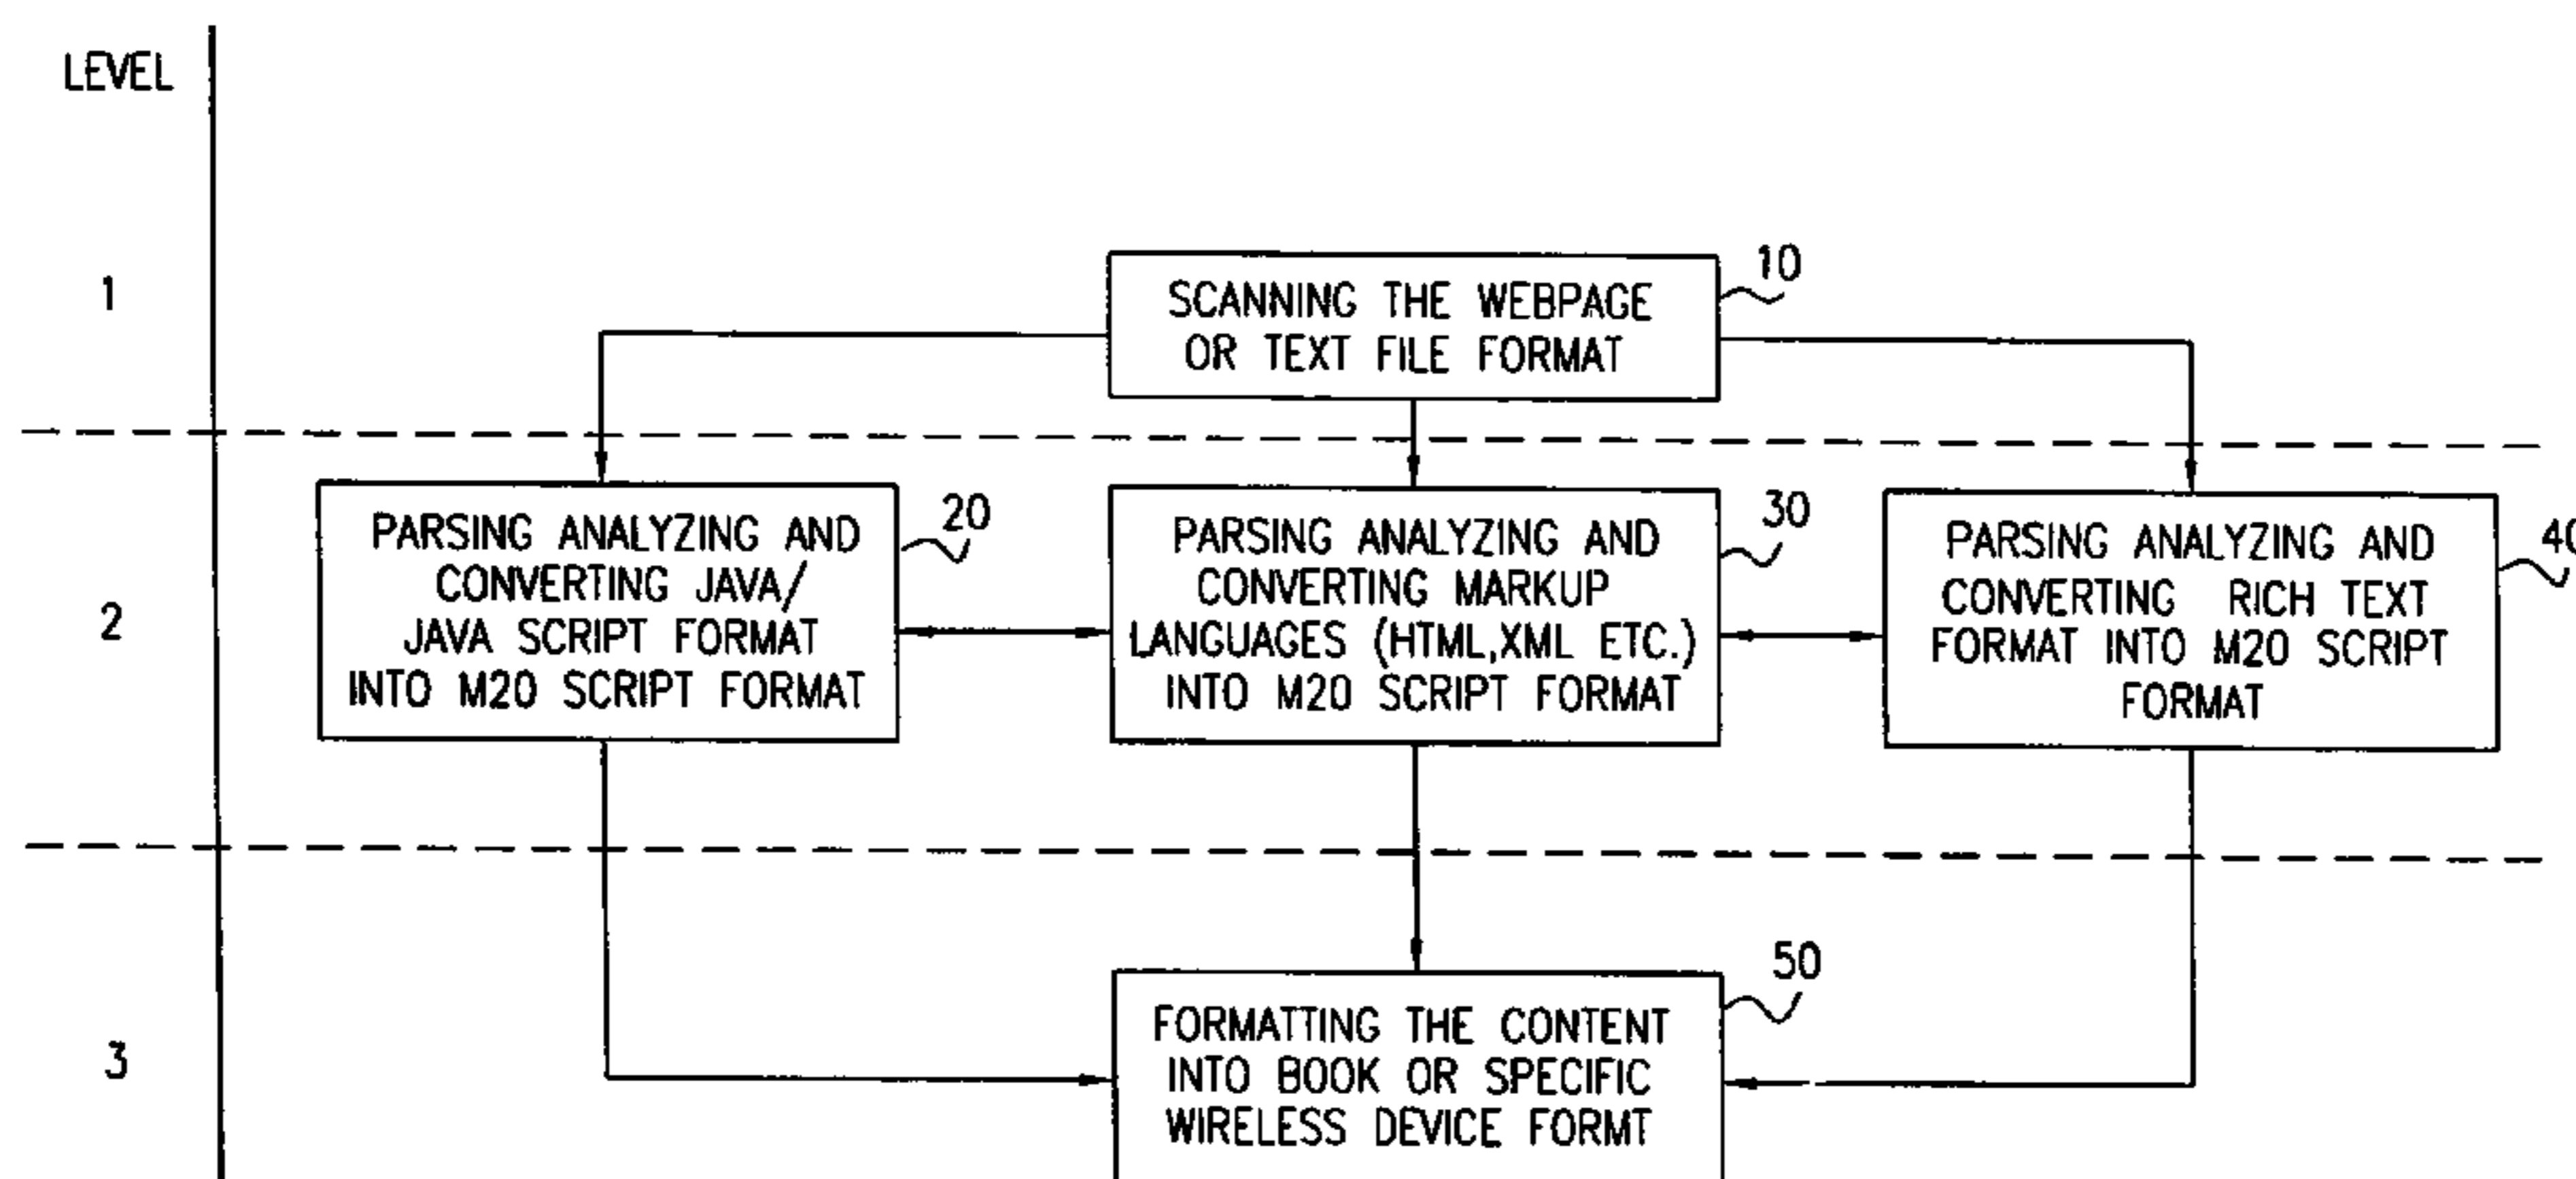 LEVEL
1
SCANNING THE WEBPAGE
OR TEXT FILE FORMAT
10
2
PARSING ANALYZING AND
CONVERTING JAVA/
JAVA SCRIPT FORMAT
INTO M20 SCRIPT FORMAT
20
PARSING ANALYZING AND
CONVERTING MARKUP
LANGUAGES (HTML,XML ETC.)
INTO M20 SCRIPT FORMAT
30
PARSING ANALYZING AND
CONVERTING RICH TEXT
FORMAT INTO M20 SCRIPT
FORMAT
40
3
FORMATTING THE CONTENT
INTO BOOK OR SPECIFIC
WIRELESS DEVICE FORMT
50